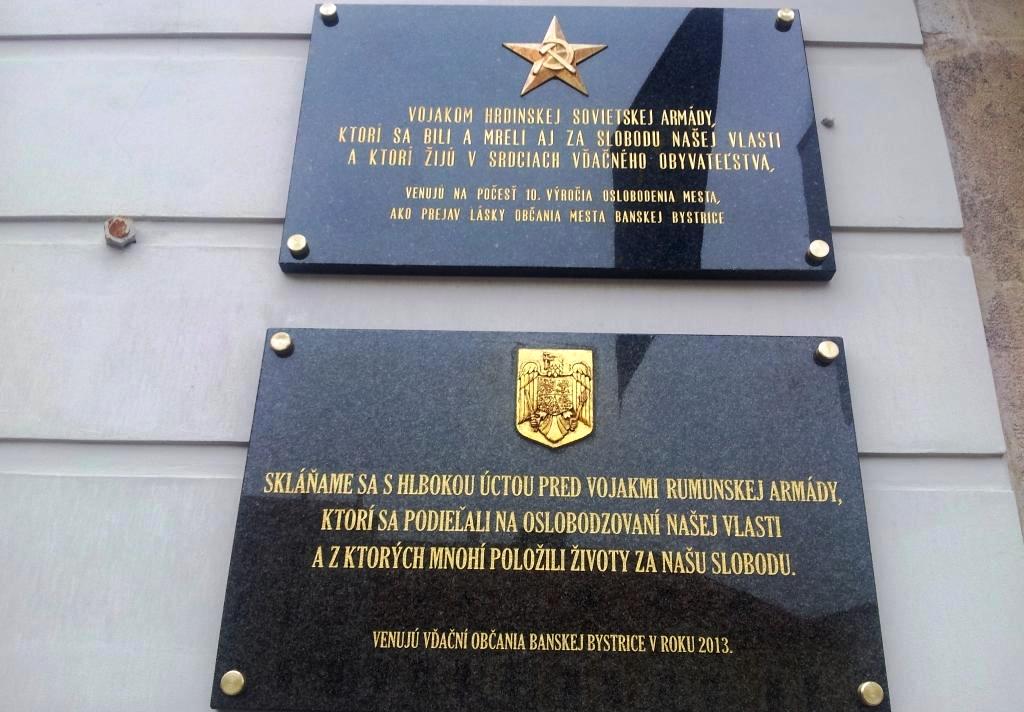 VOJAKOM HRDINSKEJ SOVIETSKEJ ARMÁDY,
KTORÍ SA BILI A MRELI AJ ZA SLOBODU NAŠEJ VLASTI
A KTORÍ ŽIJÚ V SRDCIACH VĎAČNÉHO OBYVATEĽSTVA,
VENUJÚ NA POČESŤ 10. VÝROČIA OSLOBODENIA MESTA,
AKO PREJAV LÁSKY OBČANIA MESTA BANSKEJ BYSTRICE
SKLÁŇAME SA S HLBOKOU ÚCTOU PRED VOJAKMI RUMUNSKEJ ARMÁDY,
KTORÍ SA PODIEĽALI NA OSLOBODZOVANÍ NAŠEJ VLASTI
A Z KTORÝCH MNOHÍ POLOŽILI ŽIVOTY ZA NAŠU SLOBODU.
VENUJÚ VĎAČNÍ OBČANIA BANSKEJ BYSTRICE V ROKU 2013.